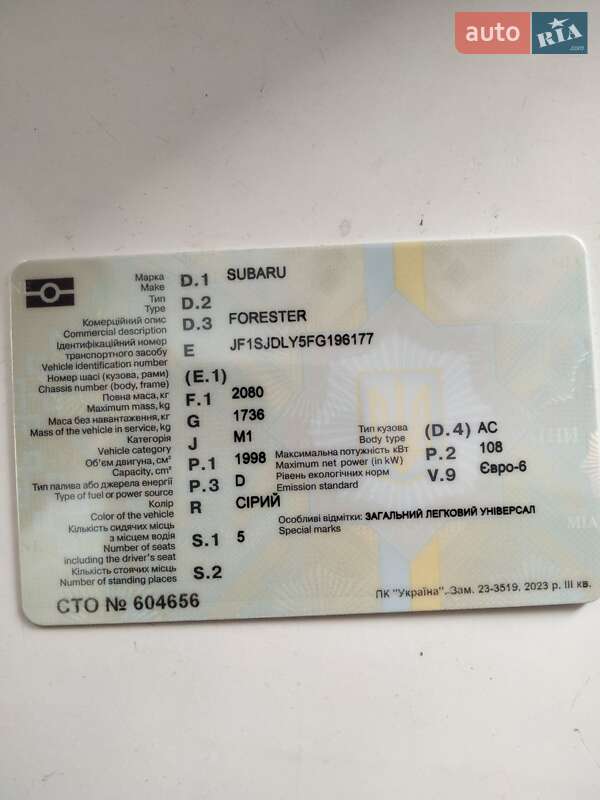 auto RIA .com
Марка
Make D.1 SUBARU
Тип
Type D.2
Комерційний опис
Commercial description D.3 FORESTER
Ідентифікаційний номер
транспортного засобу E JF1SJDLY5FG196177
Vehicle identification number
Номер шасі (кузова, рами) (E.1)
Chassis number (body, frame)
Повна маса, кг F.1 2080
Maximum mass, kg
Маса без навантаження, кг G 1736
Mass of the vehicle in service, kg
Категорія J M1
Vehicle category
Об'єм двигуна, см³ P.1 1998
Capacity, cm³
Тип палива або джерела енергії P.3 D
Type of fuel or power source
Колір R СІРИЙ
Color of the vehicle
Кількість сидячих місць
з місцем водія S.1 5
Number of seats
including the driver's seat
Кількість стоячих місць S.2
Number of standing places
Тип кузова (D.4) AC
Body type
Максимальна потужність кВт P.2 108
Maximum net power (in kW)
Рівень екологічних норм V.9 Євро-6
Emission standard
Особливі відмітки: ЗАГАЛЬНИЙ ЛЕГКОВИЙ УНІВЕРСАЛ
Special marks
СТО № 604656
ПК "Україна". Зам. 23-3519. 2023 р. III кв.